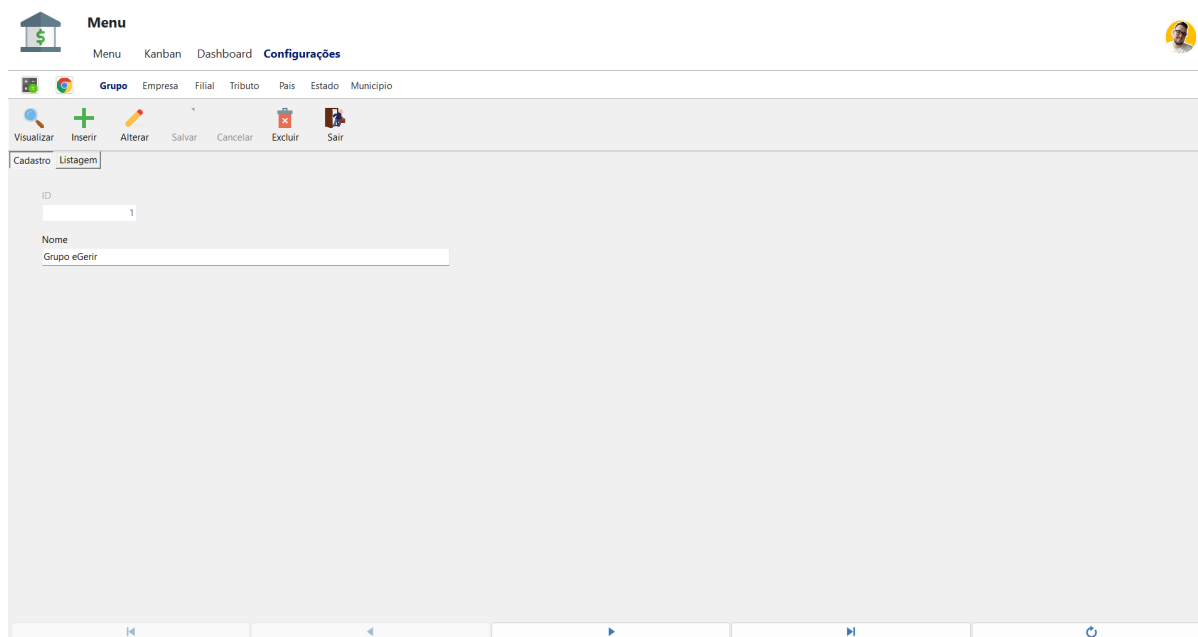 Menu
Menu Kanban Dashboard Configurações
Grupo Empresa Filial Tributo Pais Estado Municipio
Visualizar Inserir Alterar Salvar Cancelar Excluir Sair
Cadastro Listagem
ID
1
Nome
Grupo eGerir